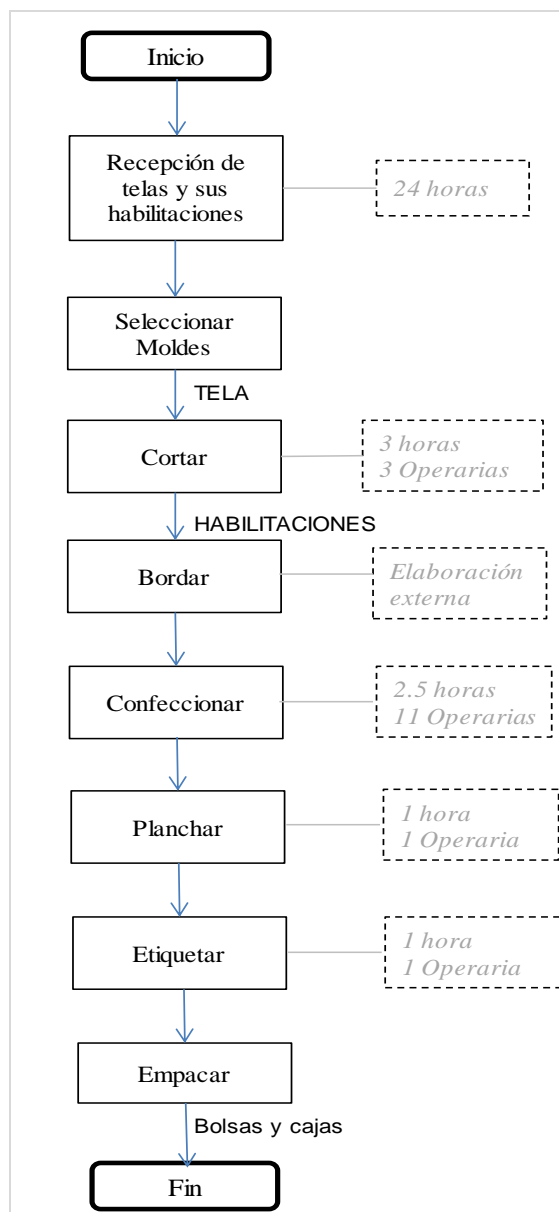 Inicio
Recepción de
telas y sus
habilitaciones
24 horas
Seleccionar
Moldes
TELA
Cortar
3 horas
3 Operarias
HABILITACIONES
Bordar
Elaboración
externa
Confeccionar
2.5 horas
11 Operarias
Planchar
1 hora
1 Operaria
Etiquetar
1 hora
1 Operaria
Empacar
Bolsas y cajas
Fin